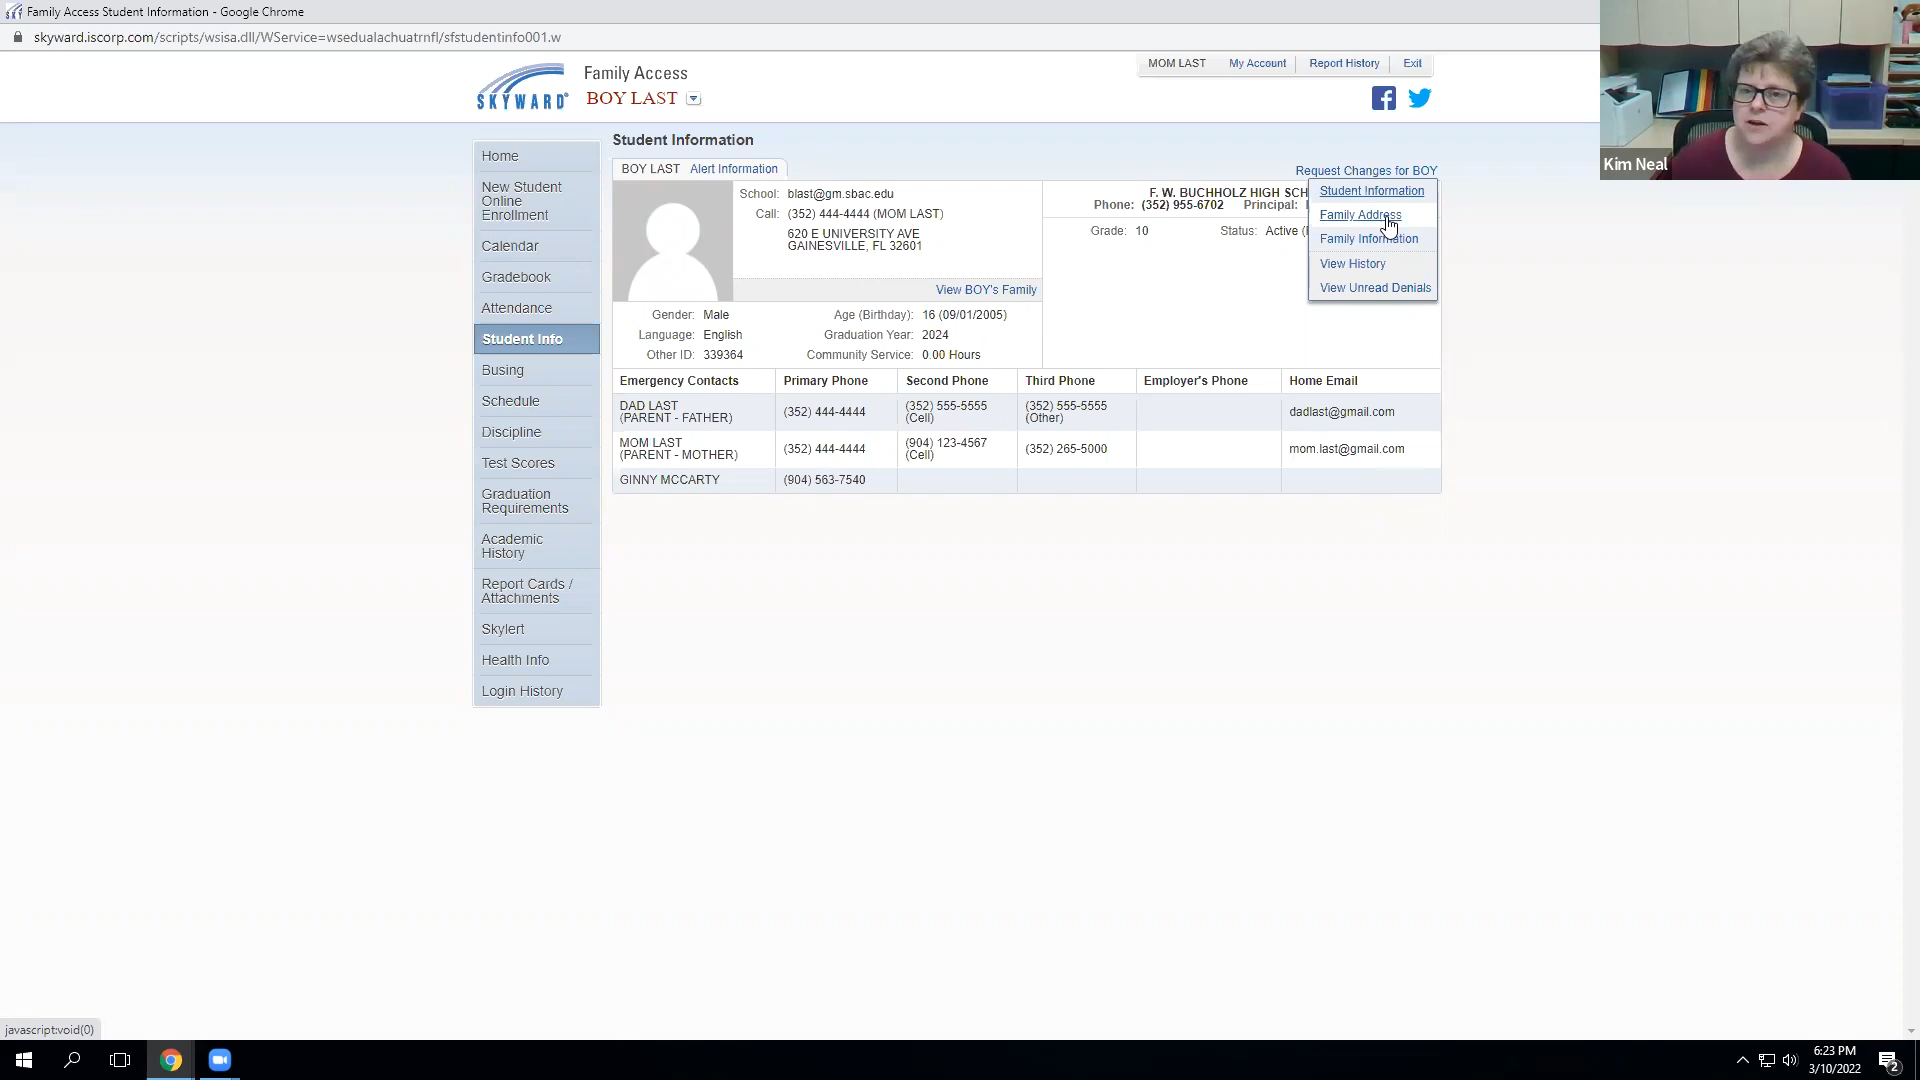 Family Access Student Information - Google Chrome
skyward.iscorp.com/scripts/wsisa.dll/WService=wsedualachuatrnfl/sfstudentinfo001.w
SKYWARD
Family Access
BOY LAST
MOM LAST
My Account
Report History
Exit
Kim Neal
Home
New Student
Online
Enrollment
Calendar
Gradebook
Attendance
Student Info
Busing
Schedule
Discipline
Test Scores
Graduation
Requirements
Academic
History
Report Cards /
Attachments
Skylert
Health Info
Login History
Student Information
BOY LAST Alert Information
Request Changes for BOY
Student Information
Family Address
Family Information
View History
View Unread Denials
School: blast@gm.sbac.edu
Call: (352) 444-4444 (MOM LAST)
620 E UNIVERSITY AVE
GAINESVILLE, FL 32601
View BOY's Family
F. W. BUCHOLZ HIGH SCH
Phone: (352) 955-6702 Principal:
Grade: 10 Status: Active
Gender: Male Age (Birthday): 16 (09/01/2005)
Language: English Graduation Year: 2024
Other ID: 339364 Community Service: 0.00 Hours
Emergency Contacts Primary Phone Second Phone Third Phone Employer's Phone Home Email
DAD LAST
(PARENT - FATHER)
(352) 444-4444
(352) 555-5555
(Cell)
(352) 555-5555
(Other)
dadlast@gmail.com
MOM LAST
(PARENT - MOTHER)
(352) 444-4444
(904) 123-4567
(Cell)
(352) 265-5000
mom.last@gmail.com
GINNY MCCARTY (904) 563-7540
javascript:void(0)
6:23 PM
3/10/2022
2